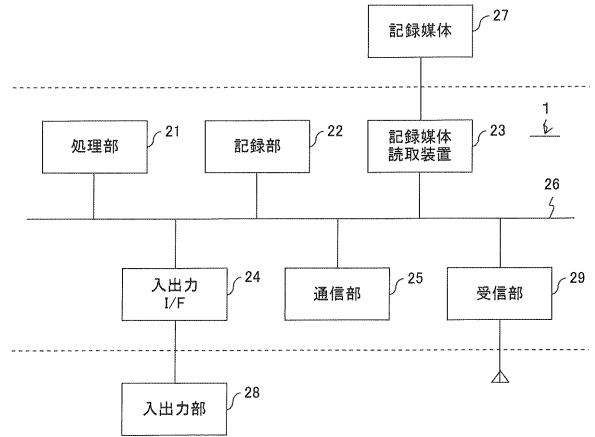 記録媒体
27
1
処理部
21
記録部
22
記録媒体
読取装置
23
26
入出力
I/F
24
通信部
25
受信部
29
入出力部
28